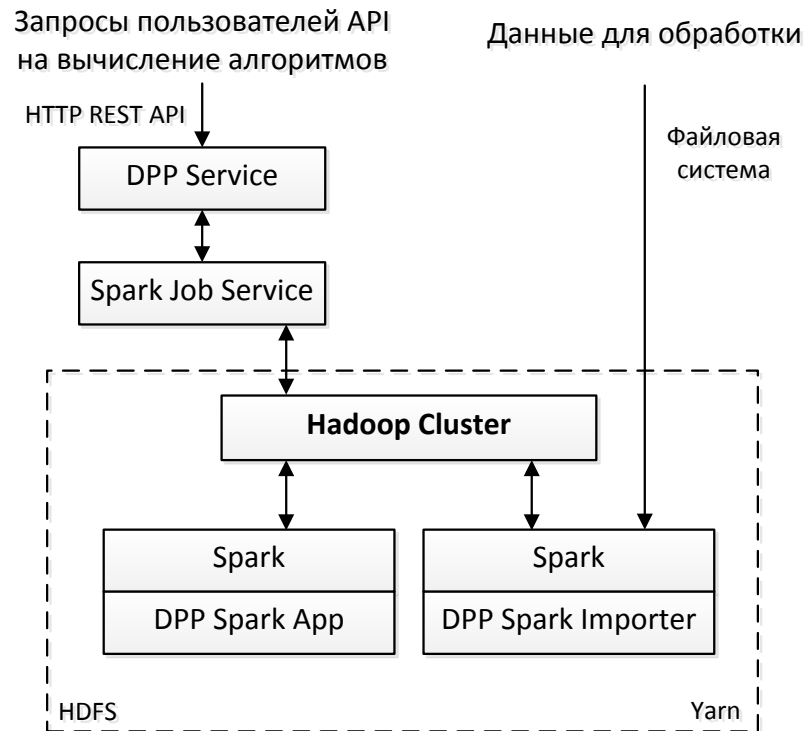 Запросы пользователей API
на вычисление алгоритмов
Данные для обработки
HTTP REST API
Файловая
система
DPP Service
Spark Job Service
Hadoop Cluster
Spark
DPP Spark App
Spark
DPP Spark Importer
HDFS
Yarn